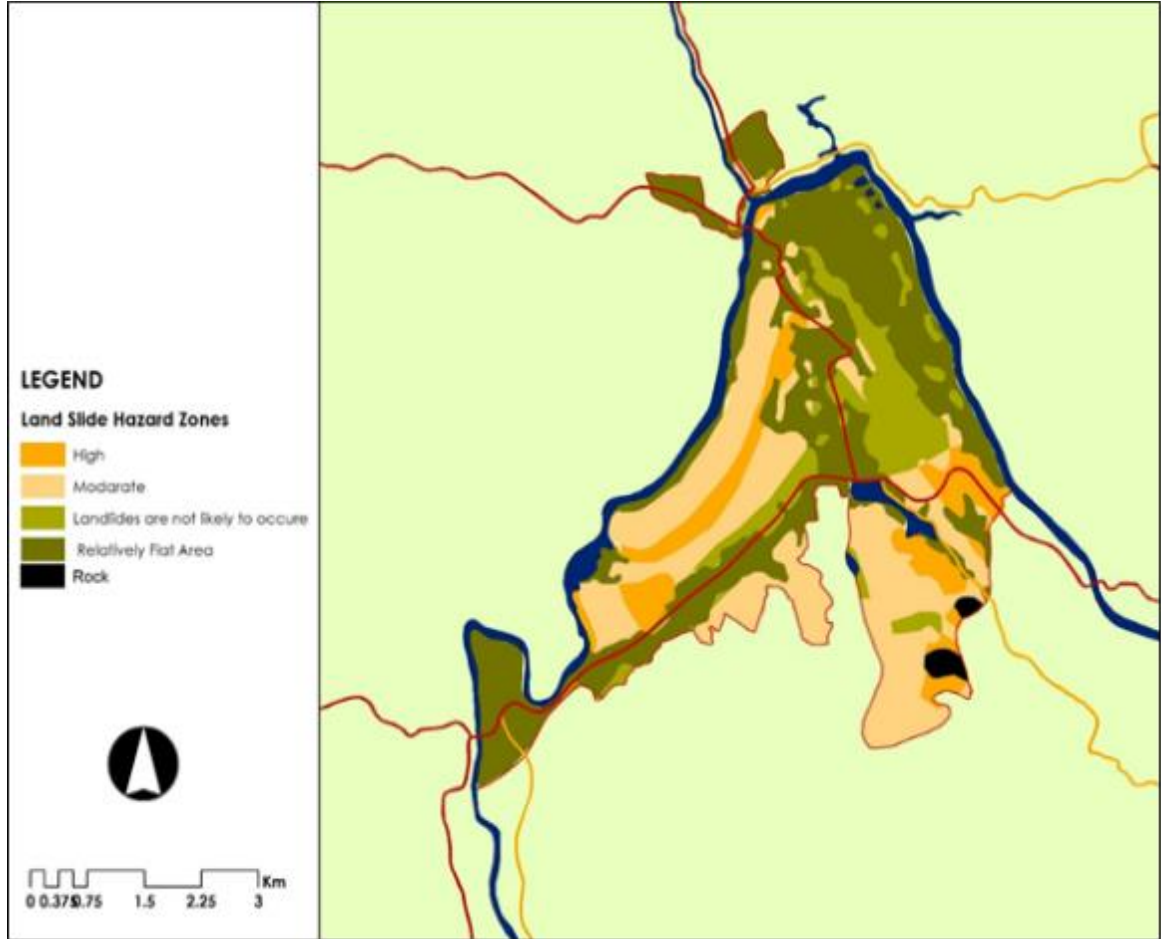 LEGEND
Land Slide Hazard Zones
High
Modarate
Landlides are not likely to occure
Relatively Flat Area
Rock
Km
0 0.375 0.75 1.5 2.25 3